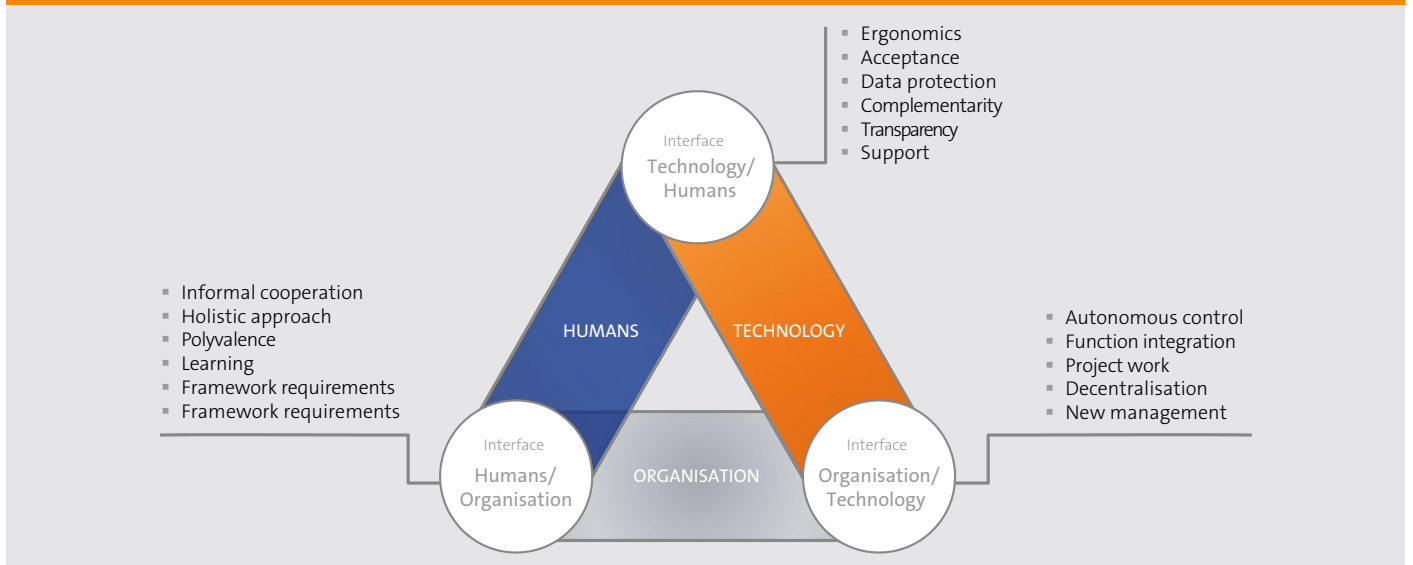 Ergonomics
Acceptance
Data protection
Complementarity
Transparency
Support
Interface
Technology/
Humans
Informal cooperation
Holistic approach
Polyvalence
Learning
Framework requirements
Framework requirements
HUMANS
TECHNOLOGY
Autonomous control
Function integration
Project work
Decentralisation
New management
Interface
Humans/
Organisation
ORGANISATION
Interface
Organisation/
Technology